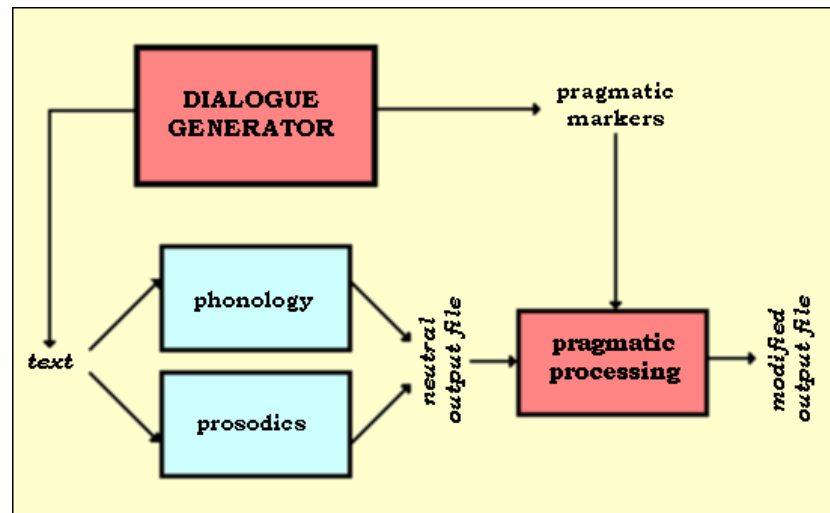 DIALOGUE
GENERATOR
pragmatic
markers
phonology
text
prosodics
neutral
output file
pragmatic
processing
modified
output file